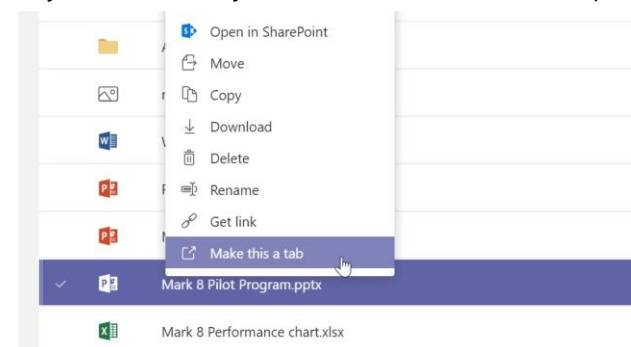 Open in SharePoint
Move
Copy
Download
Delete
Rename
Get link
Make this a tab
Mark 8 Pilot Program.pptx
Mark 8 Performance chart.xlsx